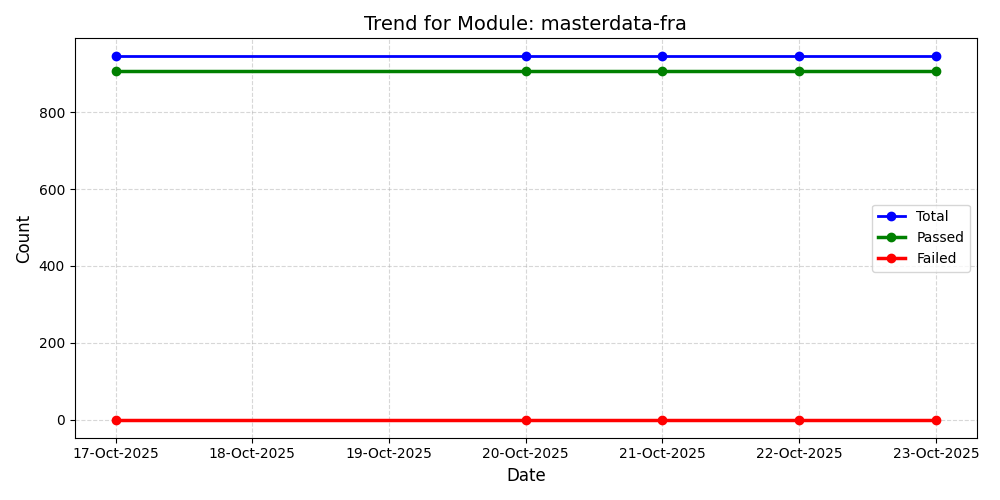 Trend for Module: masterdata-fra
Count
800
600
400
200
0
Total
Passed
Failed
17-Oct-2025
18-Oct-2025
19-Oct-2025
20-Oct-2025
21-Oct-2025
22-Oct-2025
23-Oct-2025
Date